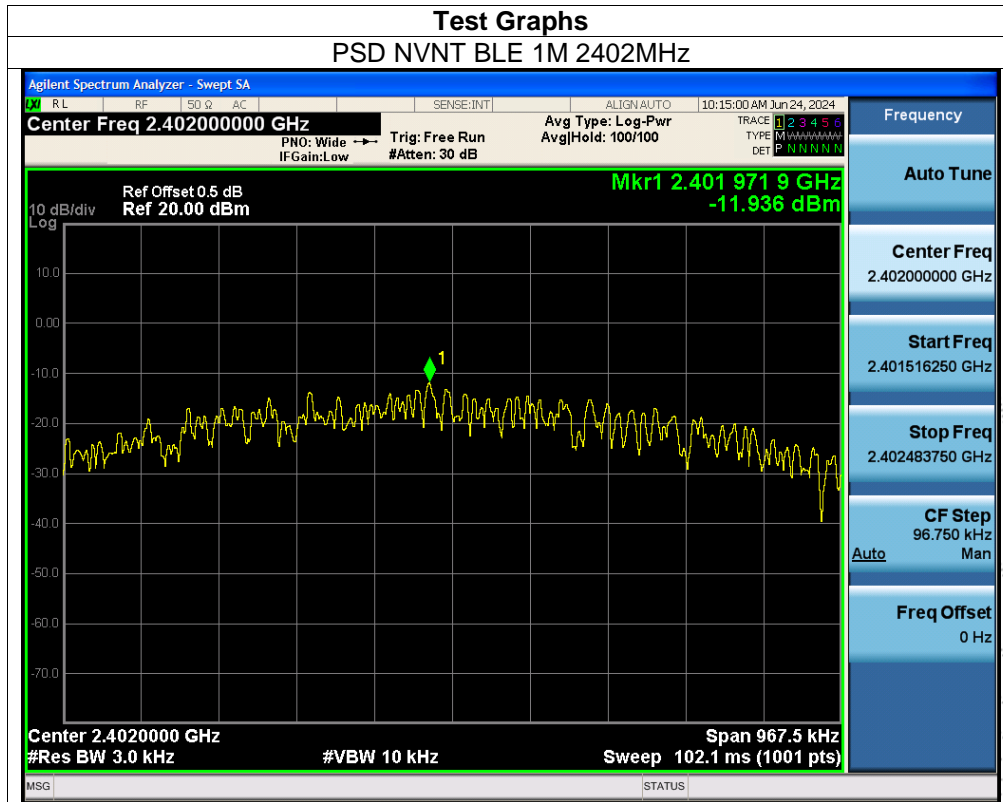 Test Graphs
PSD NVNT BLE 1M 2402MHz
Agilent Spectrum Analyzer - Swept SA
LXI RL RF 50 Ω AC SENSE:INT ALIGN AUTO 10:15:00 AM Jun 24, 2024
Center Freq 2.402000000 GHz
PNO: Wide
IFGain:Low
Trig: Free Run
#Atten: 30 dB
Avg Type: Log-Pwr
Avg|Hold: 100/100
TRACE 1 2 3 4 5 6
TYPE M
DET P N N N N N
Frequency
Ref Offset 0.5 dB
10 dB/div Ref 20.00 dBm
Log
Mkr1 2.401 971 9 GHz
-11.936 dBm
1
10.0
0.00
-10.0
-20.0
-30.0
-40.0
-50.0
-60.0
-70.0
Center 2.4020000 GHz Span 967.5 kHz
#Res BW 3.0 kHz #VBW 10 kHz Sweep 102.1 ms (1001 pts)
Auto Tune
Center Freq
2.402000000 GHz
Start Freq
2.401516250 GHz
Stop Freq
2.402483750 GHz
CF Step
96.750 kHz
Auto Man
Freq Offset
0 Hz
MSG STATUS